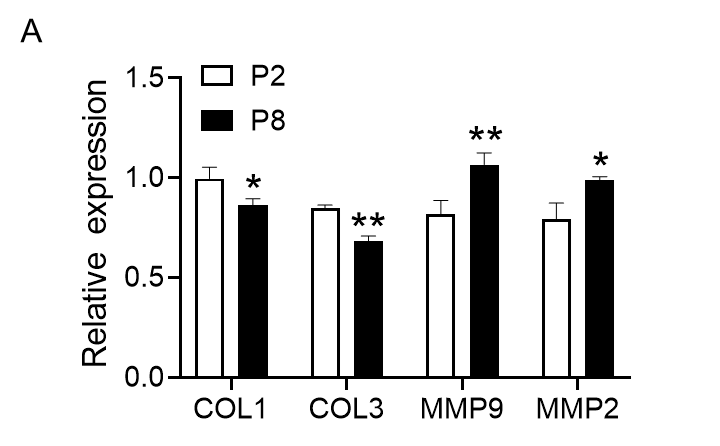 A
Relative expression
1.5
1.0
0.5
0.0
P2
P8
*
**
**
*
COL1 COL3 MMP9 MMP2